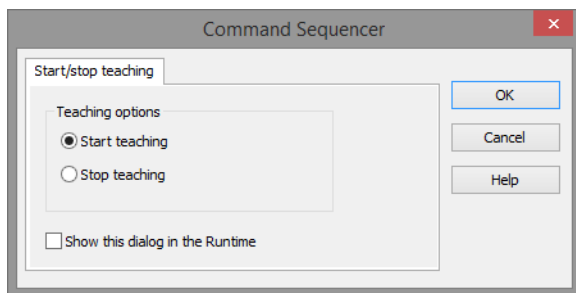 Command Sequencer
Start/stop teaching
Teaching options
Start teaching
Stop teaching
Show this dialog in the Runtime
OK
Cancel
Help